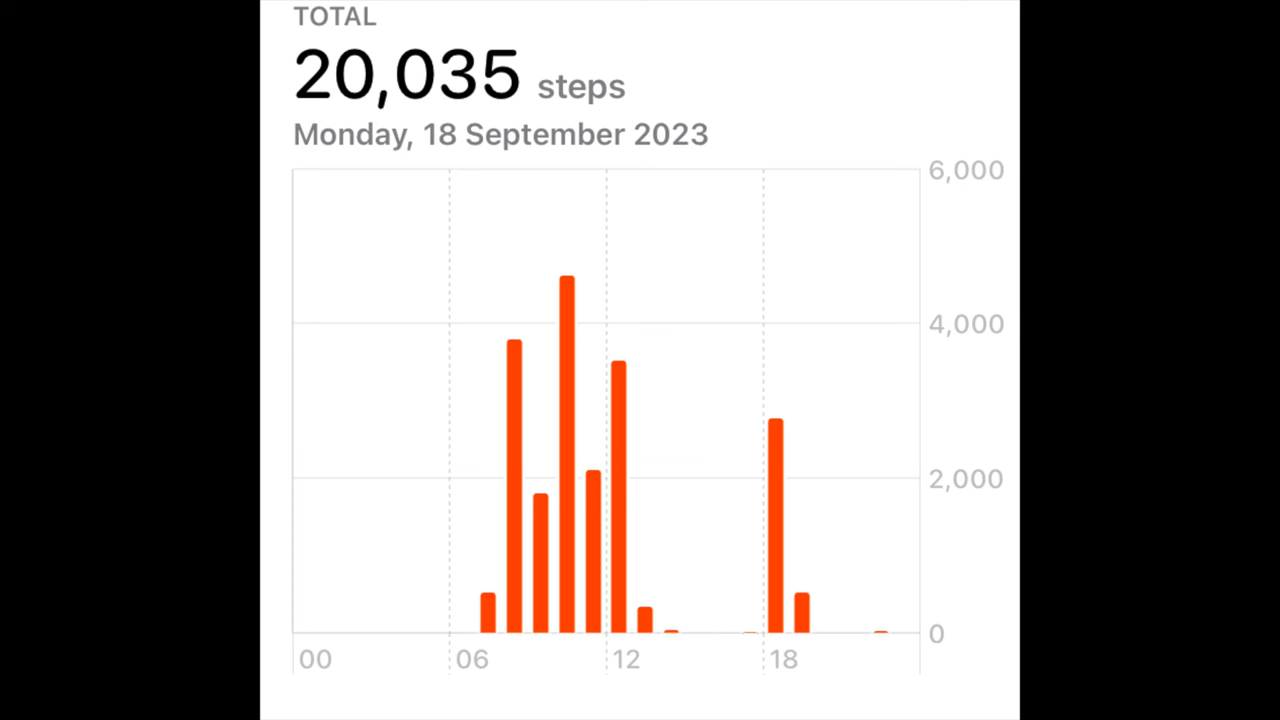 TOTAL
20,035 steps
Monday, 18 September 2023
6,000
4,000
2,000
0
00 06 12 18